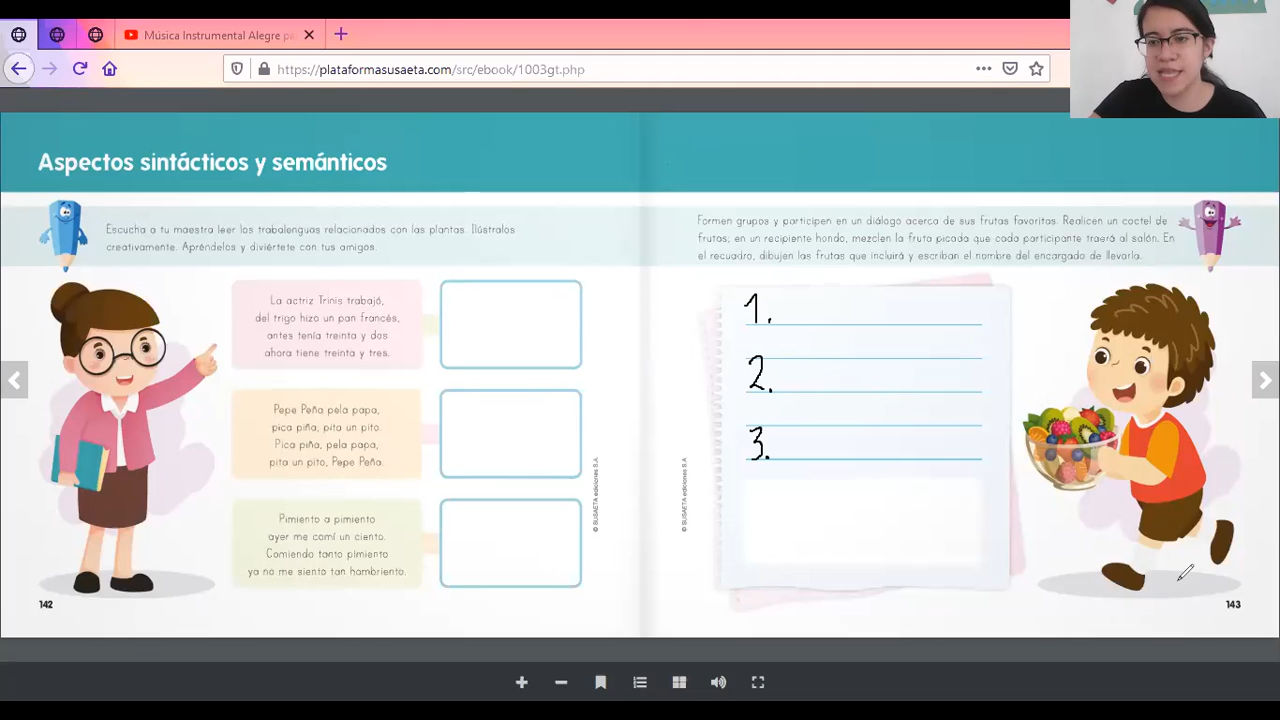 Música Instrumental Alegre pa
https://plataformasusaeta.com/src/ebook/1003gt.php
Aspectos sintácticos y semánticos
Escucha a tu maestra leer los trabalenguas relacionados con las plantas. Ilústralos
creativamente. Apréndelos y diviértete con tus amigos.
La actriz Trinis trabajó,
del trigo hizo un pan francés,
antes tenía treinta y dos
ahora tiene treinta y tres.
Pepe Peña pela papa,
pica piña, pita un pito.
Pica piña, pela papa,
pita un pito, Pepe Peña.
Pimiento a pimiento
ayer me comí un ciento.
Comiendo tanto pimiento
ya no me siento tan hambriento.
© SUSAETA ediciones S.A.
142
Formen grupos y participen en un diálogo acerca de sus frutas favoritas. Realicen un coctel de
frutas; en un recipiente hondo, mezclen la fruta picada que cada participante traerá al salón. En
el recuadro, dibujen las frutas que incluirá y escriban el nombre del encargado de llevarla.
1.
2.
3.
© SUSAETA ediciones S.A.
143